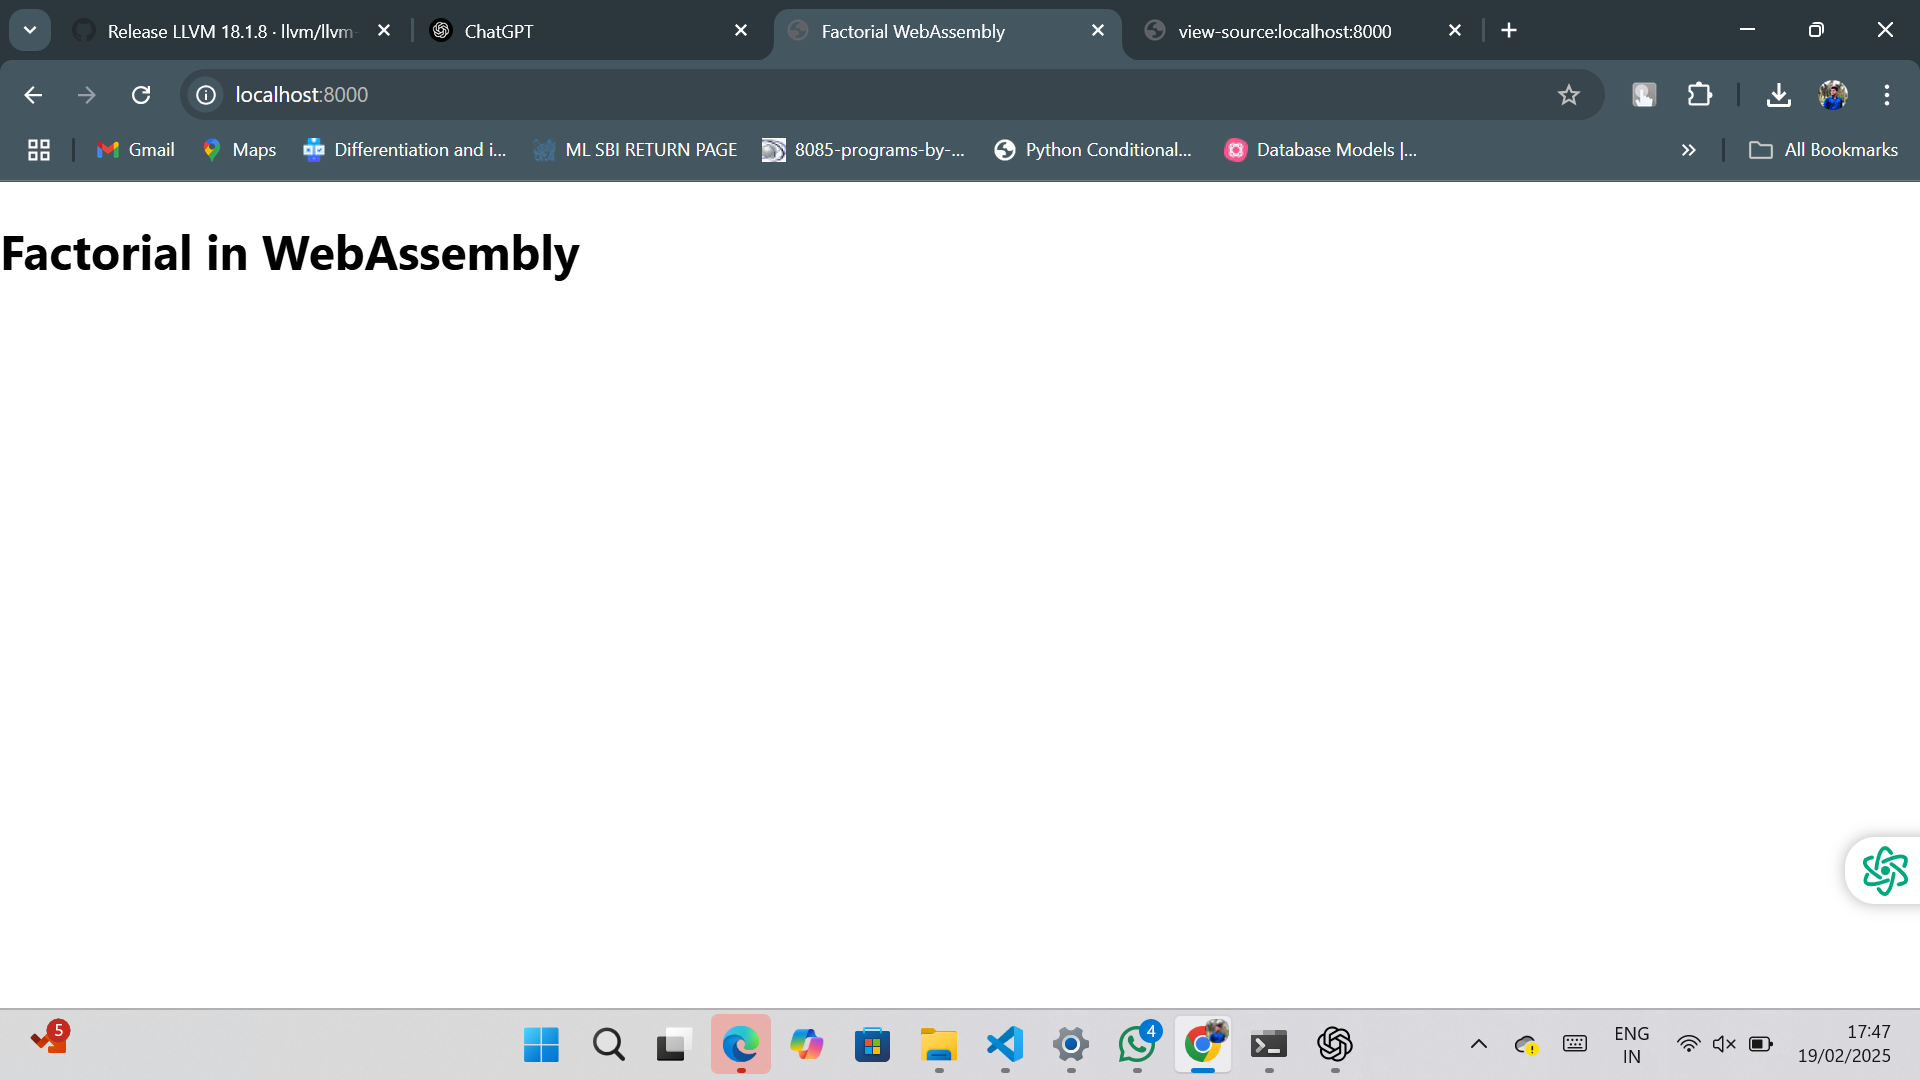 Release LLVM 18.1.8 · llvm/llvm-
ChatGPT
Factorial WebAssembly
view-source:localhost:8000
localhost:8000
Gmail
Maps
Differentiation and i...
ML SBI RETURN PAGE
8085-programs-by-...
Python Conditional...
Database Models |...
All Bookmarks
Factorial in WebAssembly
5
4
ENG
IN
17:47
19/02/2025